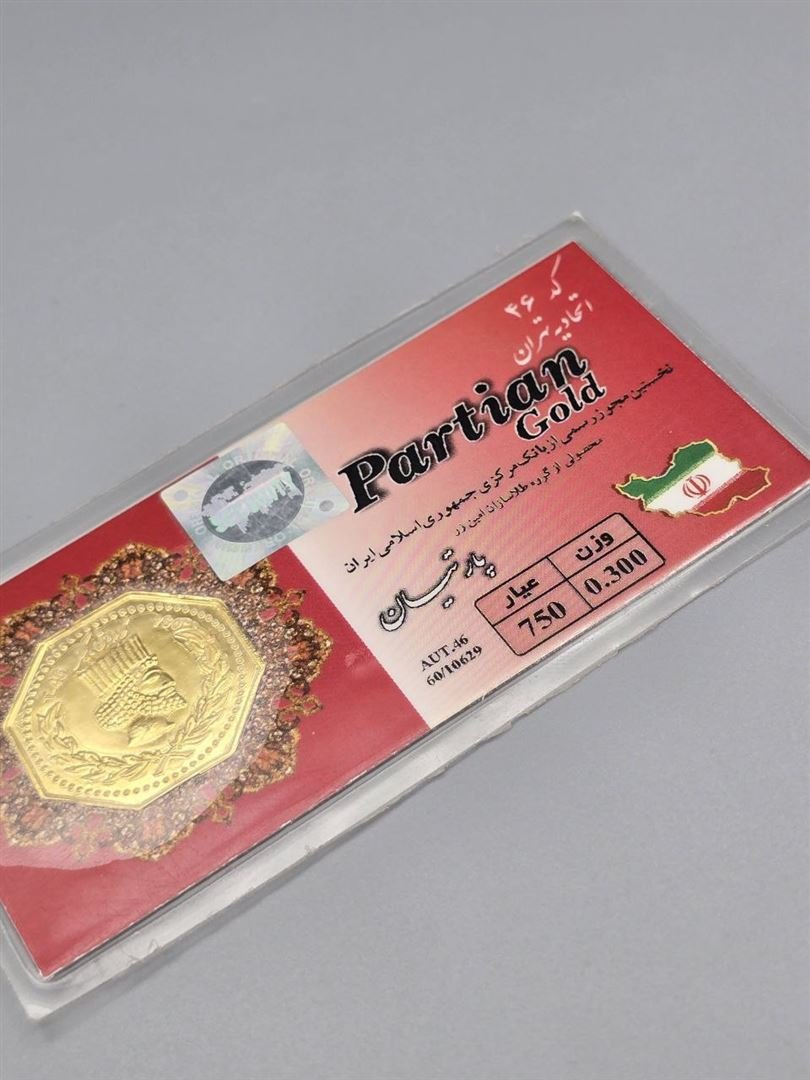 کد ۴۶
اتحادیه تهران
Partian
Gold
نخستین مجوز رسمی از بانک مرکزی جمهوری اسلامی ایران
محصولی از گروه طلاسازان امین زر
پارتیان
وزن
عیار
0.300
750
AUT.46
60/10629